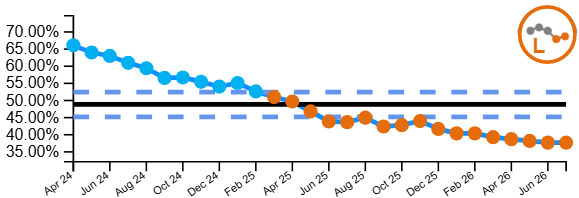 L
70.00%
65.00%
60.00%
55.00%
50.00%
45.00%
40.00%
35.00%
Apr 24
Jun 24
Aug 24
Oct 24
Dec 24
Feb 25
Apr 25
Jun 25
Aug 25
Oct 25
Dec 25
Feb 26
Apr 26
Jun 26